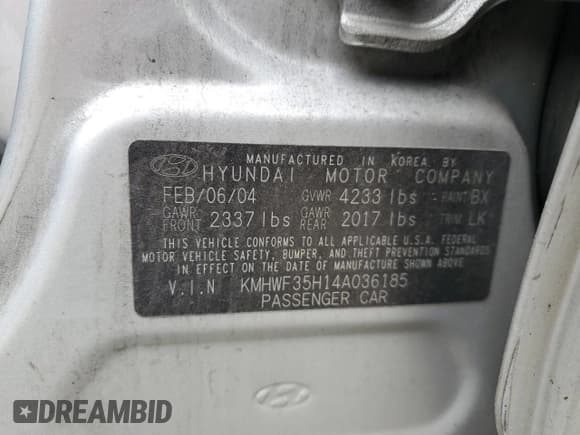 MANUFACTURED IN KOREA BY
HYUNDAI MOTOR COMPANY
FEB/06/04 GVWR 4233 lbs PAINT BX
GAWR FRONT 2337 lbs GAWR REAR 2017 lbs TRIM LK
THIS VEHICLE CONFORMS TO ALL APPLICABLE U.S.A. FEDERAL
MOTOR VEHICLE SAFETY, BUMPER, AND THEFT PREVENTION STANDARDS
IN EFFECT ON THE DATE OF MANUFACTURE SHOWN ABOVE
V.I.N KMHWF35H14A036185
PASSENGER CAR
DREAMBID